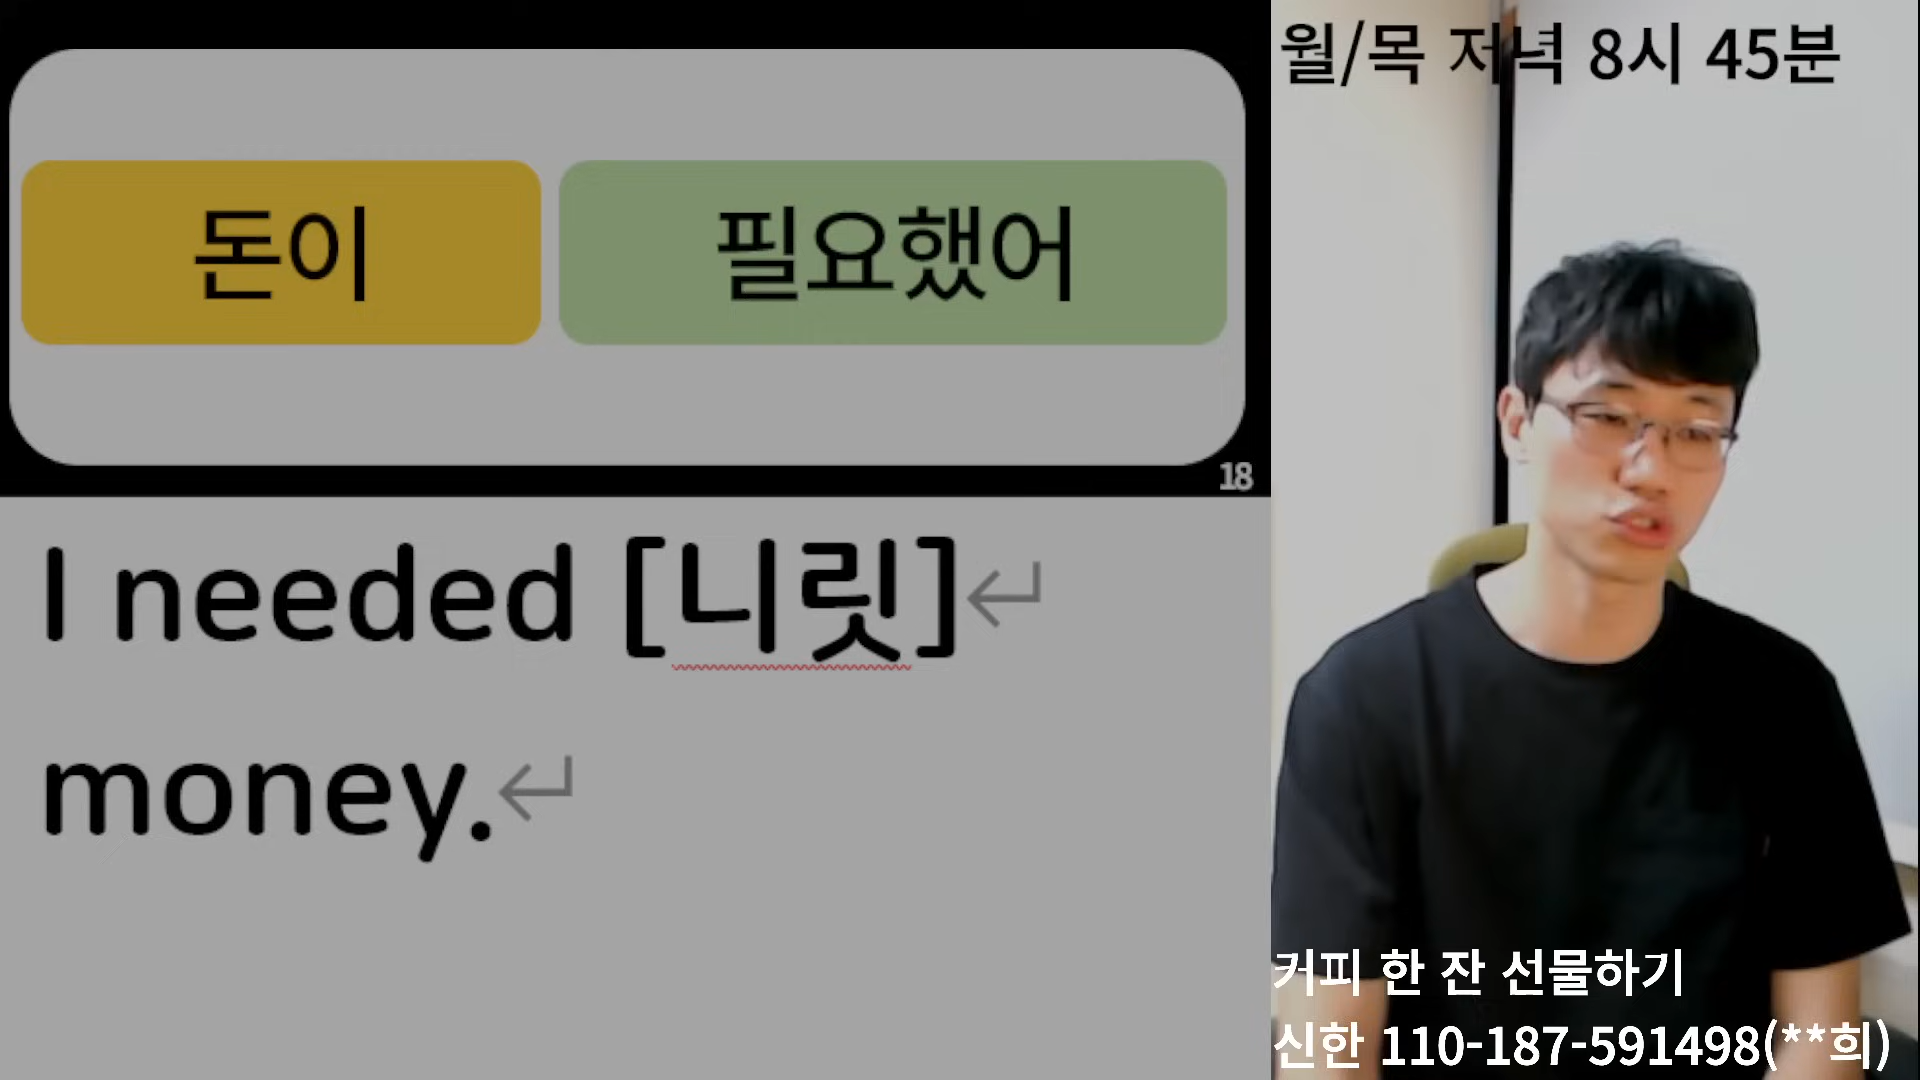 돈이 필요했어
18
I needed [니릿]
money.
월/목 저녁 8시 45분
커피 한 잔 선물하기
신한 110-187-591498(**희)